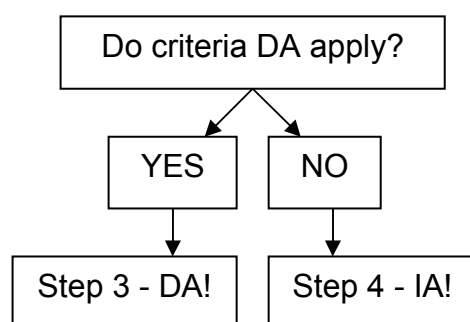 Do criteria DA apply?
YES
NO
Step 3 - DA!
Step 4 - IA!